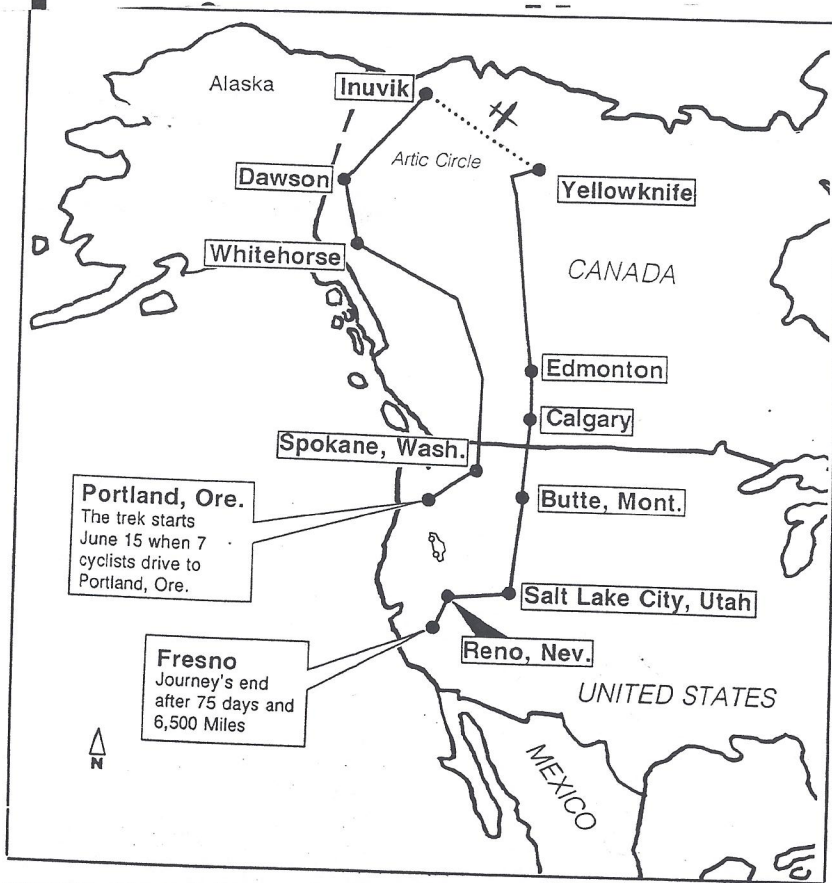 Alaska
Inuvik
Artic Circle
Dawson
Yellowknife
Whitehorse
CANADA
Edmonton
Calgary
Spokane, Wash.
Portland, Ore.
The trek starts
June 15 when 7
cyclists drive to
Portland, Ore.
Butte, Mont.
Salt Lake City, Utah
Reno, Nev.
Fresno
Journey's end
after 75 days and
6,500 Miles
UNITED STATES
MEXICO
N